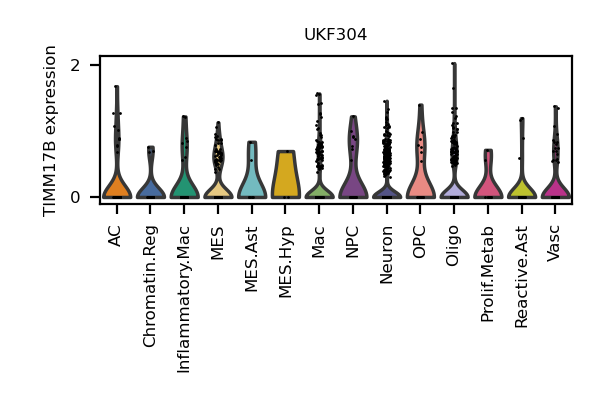 UKF304
TIMM17B expression
2
0
AC
Chromatin.Reg
Inflammatory.Mac
MES
MES.Ast
MES.Hyp
Mac
NPC
Neuron
OPC
Oligo
Prolif.Metab
Reactive.Ast
Vasc